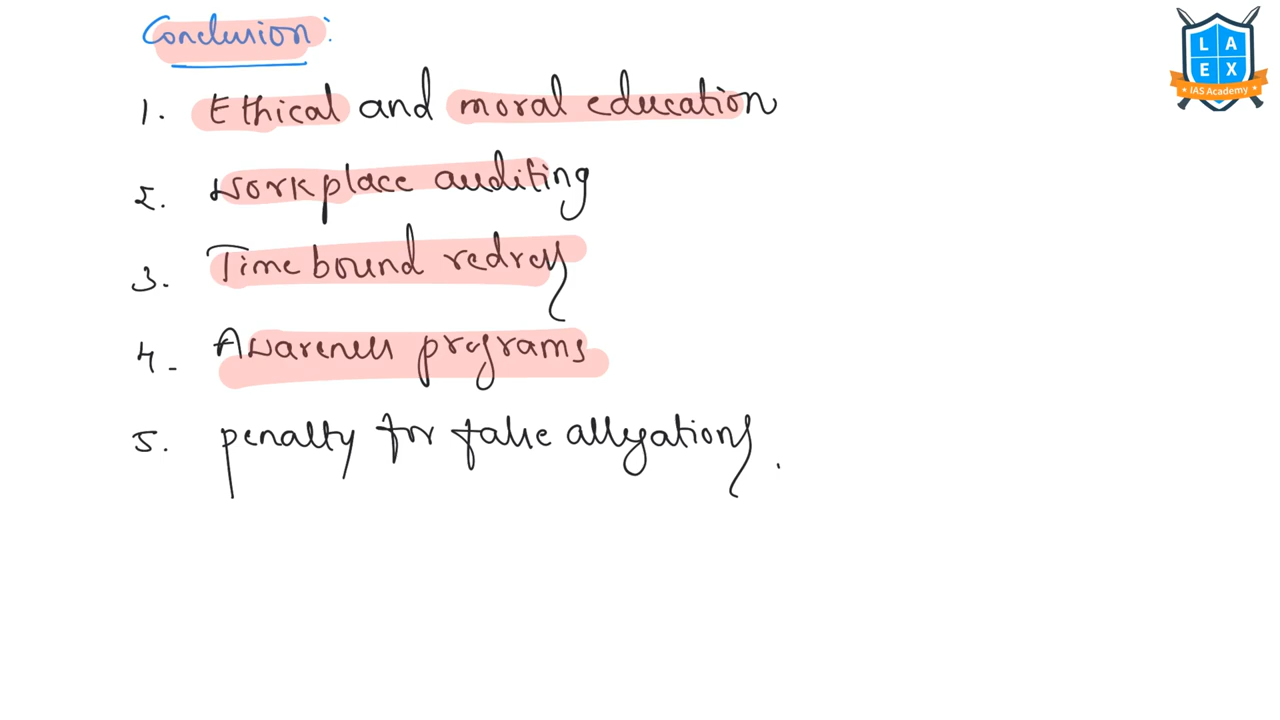 Conclusion:
1. Ethical and moral education
2. Workplace auditing
3. Time bound redress
4. Awareness programs
5. penalty for false allegations.
L A
E X
IAS Academy